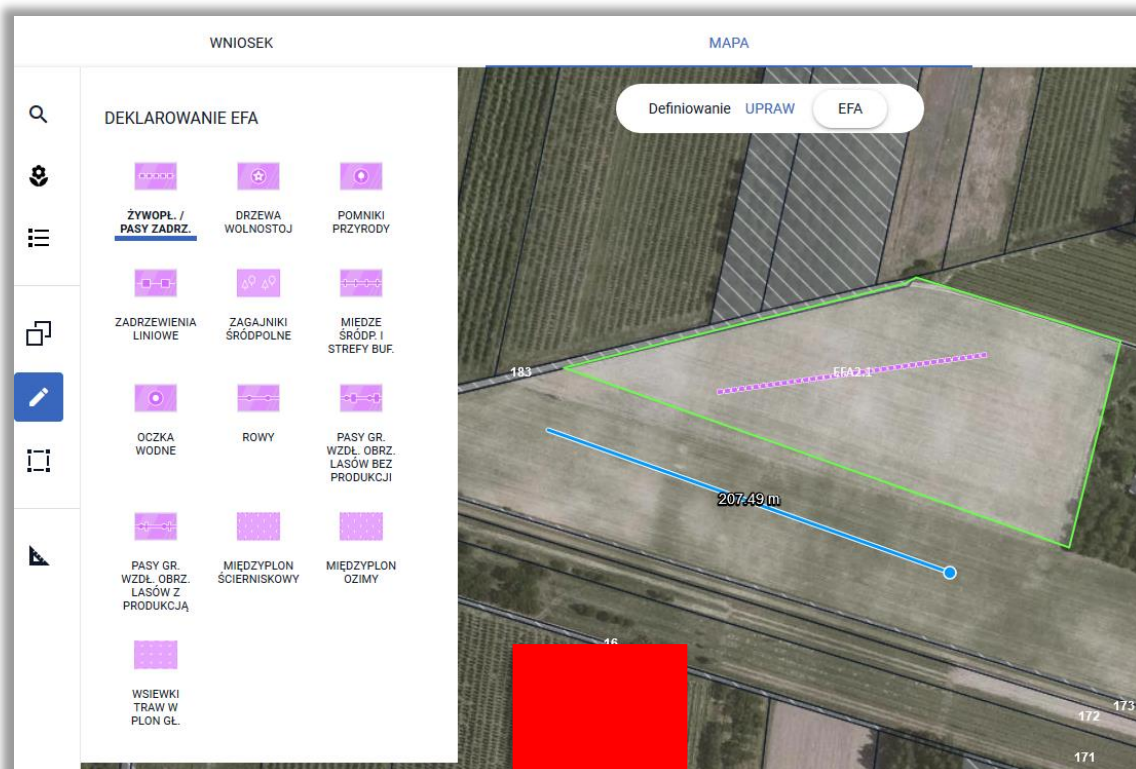 WNIOSEK
MAPA
DEKLAROWANIE EFA
Definiowanie UPRAW EFA
ŻYWOPŁ. /
PASY ZADRZ.
DRZEWA
WOLNOSTOJ
POMNIKI
PRZYRODY
ZADRZEWIENIA
LINIOWE
ZAGAJNIKI
ŚRÓDPOLNE
MIEDZE
ŚRÓDP. I
STREFY BUF.
OCZKA
WODNE
ROWY
PASY GR.
WZDŁ. OBRZ.
LASÓW BEZ
PRODUKCJI
PASY GR.
WZDŁ. OBRZ.
LASÓW Z
PRODUKCJĄ
MIĘDZYPLON
ŚCIERNISKOWY
MIĘDZYPLON
OZIMY
WSIEWKI
TRAW W
PLON GŁ.
183
EFA2.1
207.49 m
16
173
172
171